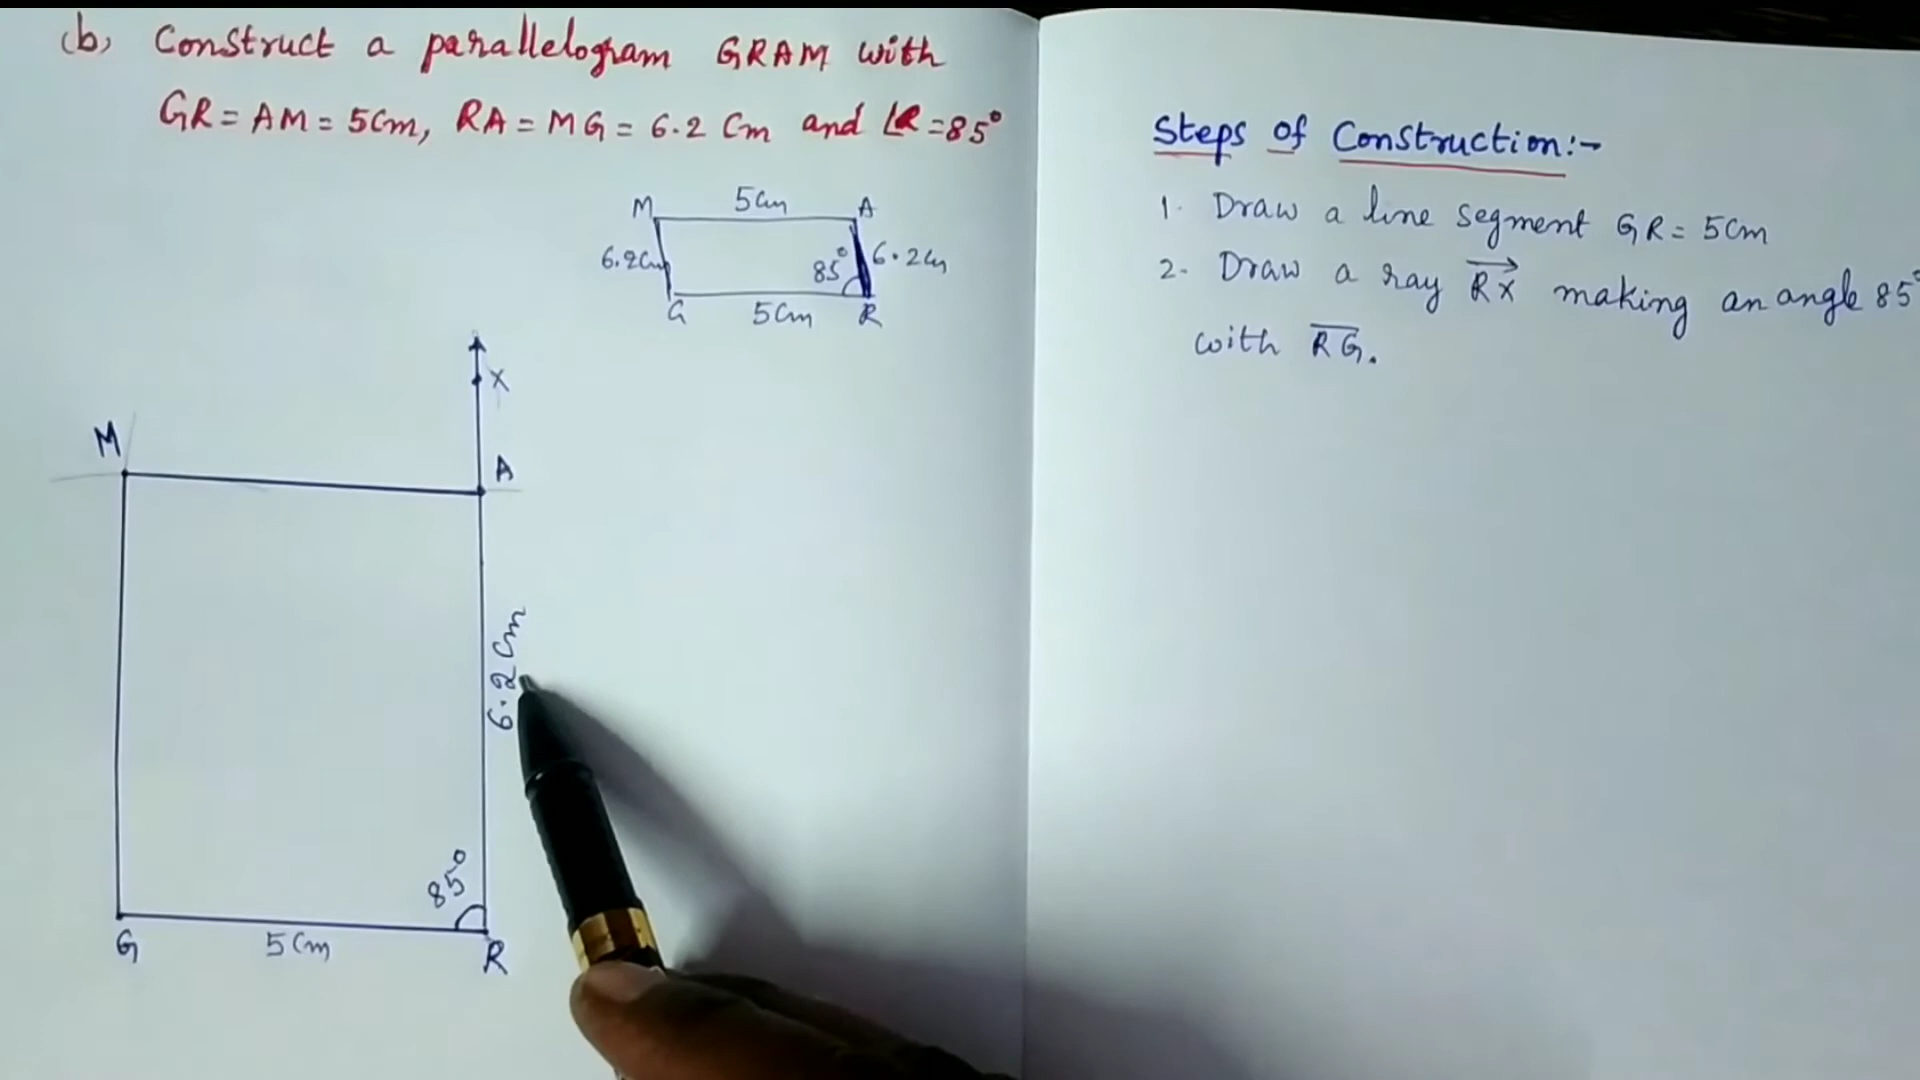 (b) Construct a parallelogram GRAM with
GR = AM = 5cm, RA = MG = 6.2 Cm and ∠R = 85°
M 5cm A
6.2cm 85° 6.2cm
G 5cm R
X
M
A
6.2 cm
85°
G 5cm R
Steps of Construction:-
1. Draw a line segment GR = 5cm
2. Draw a ray RX making an angle 85°
with RG.